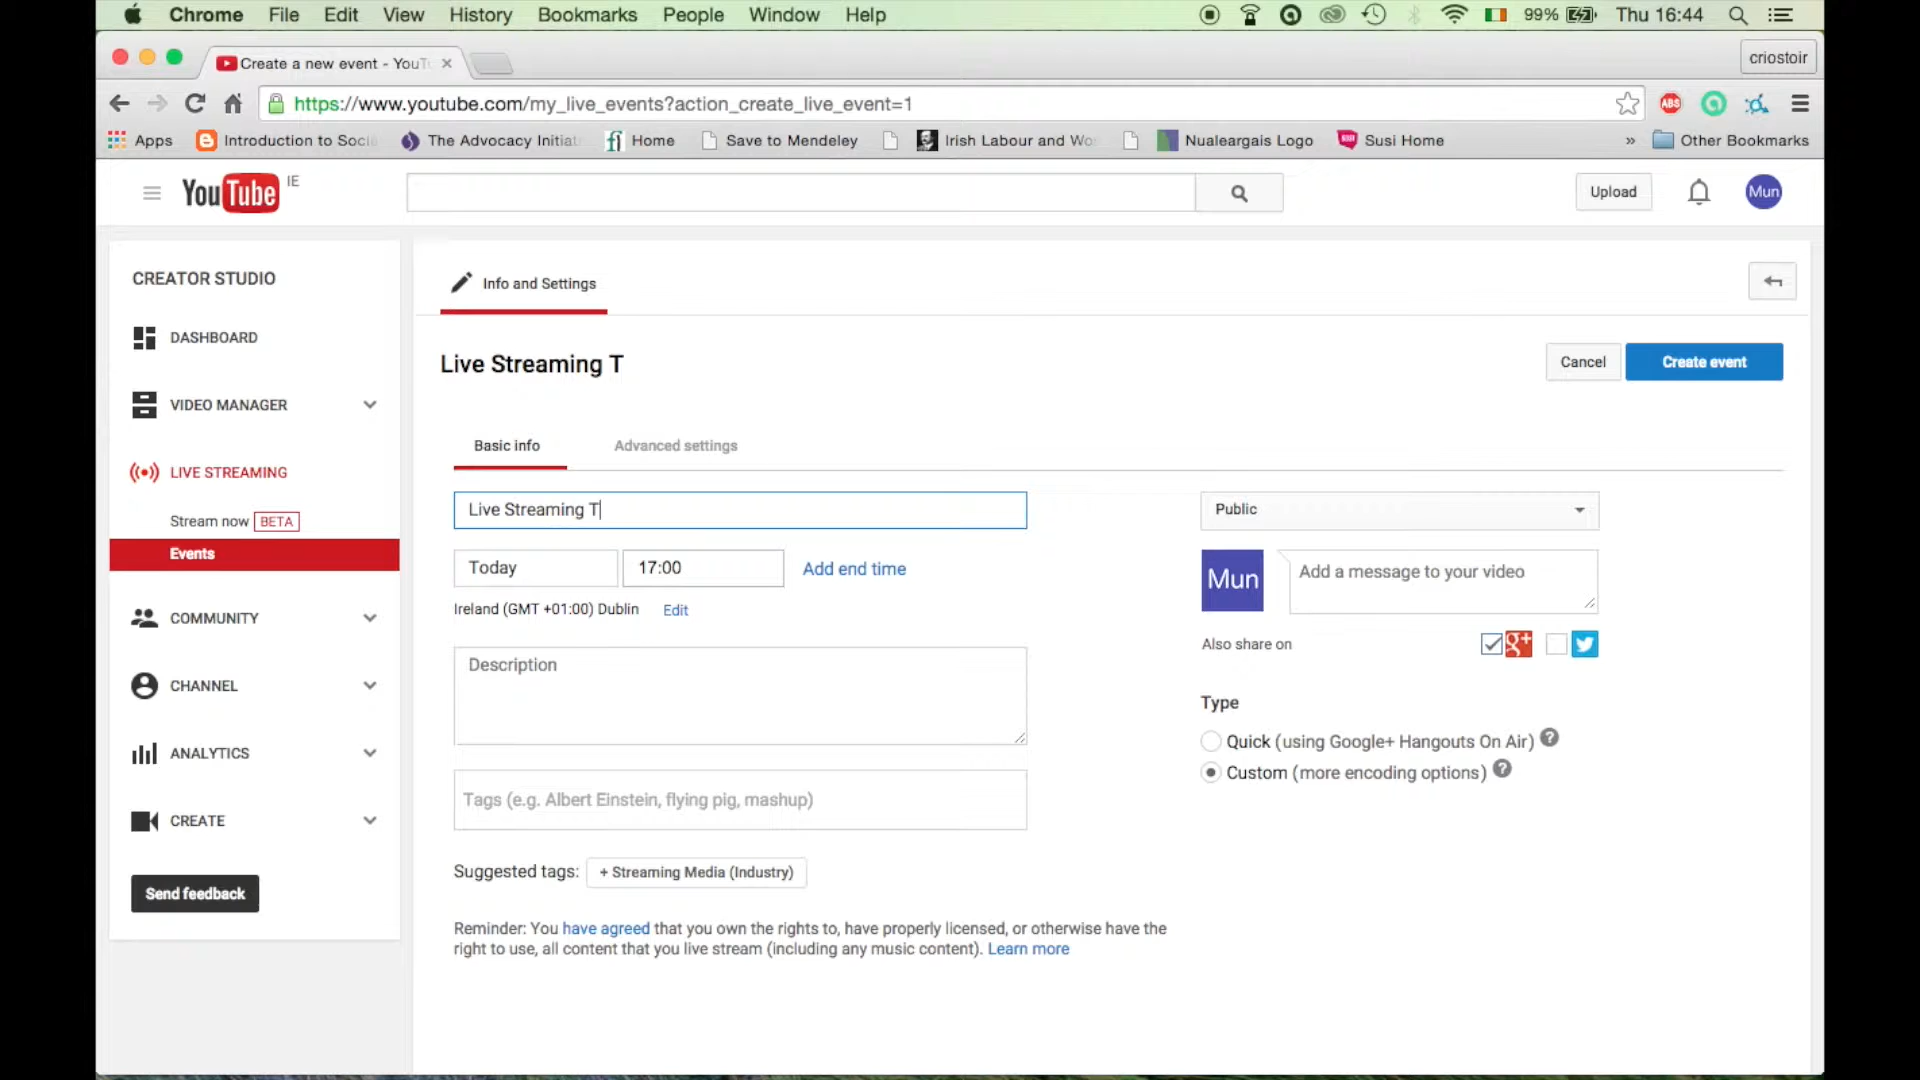 Chrome File Edit View History Bookmarks People Window Help 99% Thu 16:44
Create a new event - YouTu criostoir
https://www.youtube.com/my_live_events?action_create_live_event=1 ABS
Apps Introduction to Soci The Advocacy Initiat fi Home Save to Mendeley Irish Labour and Wo Nualeargais Logo Susi Home » Other Bookmarks
YouTube IE Upload Mun
CREATOR STUDIO
DASHBOARD
VIDEO MANAGER
LIVE STREAMING
Stream now BETA
Events
COMMUNITY
CHANNEL
ANALYTICS
CREATE
Send feedback
Info and Settings
Live Streaming T
Cancel Create event
Basic info Advanced settings
Live Streaming T
Today 17:00 Add end time
Ireland (GMT +01:00) Dublin Edit
Description
Tags (e.g. Albert Einstein, flying pig, mashup)
Suggested tags: + Streaming Media (Industry)
Reminder: You have agreed that you own the rights to, have properly licensed, or otherwise have the
right to use, all content that you live stream (including any music content). Learn more
Public
Mun Add a message to your video
Also share on g+
Type
Quick (using Google+ Hangouts On Air) ?
Custom (more encoding options) ?